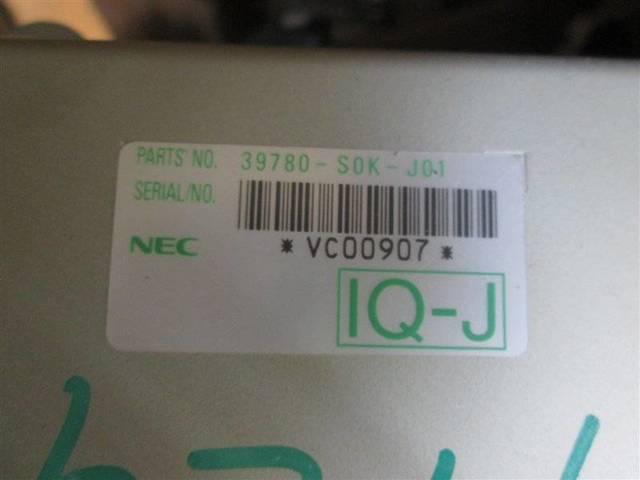 PARTS NO. 39780-S0K-J01
SERIAL/NO.
NEC *VC00907*
IQ-J